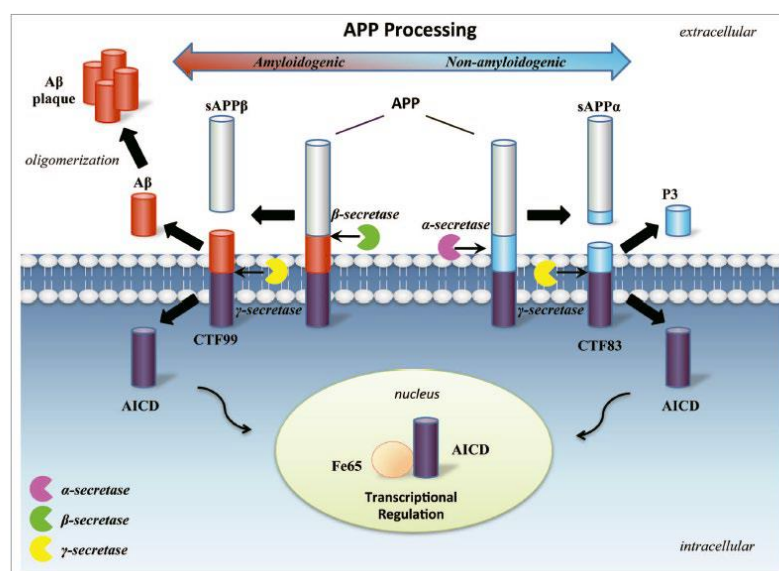 APP Processing
extracellular
Amyloidogenic
Non-amyloidogenic
Aβ
plaque
sAPPβ
APP
sAPPα
oligomerization
Aβ
β-secretase
α-secretase
P3
γ-secretase
γ-secretase
CTF99
CTF83
AICD
AICD
nucleus
AICD
Fe65
Transcriptional
Regulation
α-secretase
β-secretase
γ-secretase
intracellular